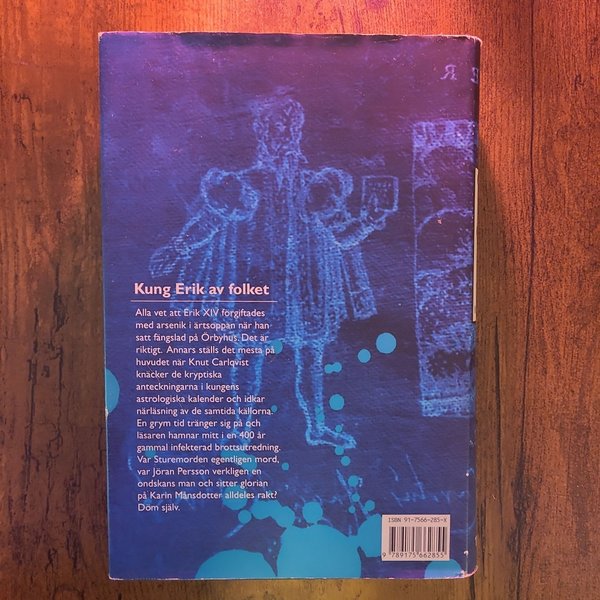 E R
Kung Erik av folket
Alla vet att Erik XIV förgiftades
med arsenik i ärtsoppan när han
satt fängslad på Örbyhus. Det är
riktigt. Annars ställs det mesta på
huvudet när Knut Carlqvist
knäcker de kryptiska
anteckningarna i kungens
astrologiska kalender och idkar
närläsning av de samtida källorna.
En grym tid tränger sig på och
läsaren hamnar mitt i en 400 år
gammal infekterad brottsutredning.
Var Sturemorden egentligen mord,
var Jöran Persson verkligen en
ondskans man och sitter glorian
på Karin Månsdotter alldeles rakt?
Döm själv.
ISBN 91-7566-285-X
9789175662855